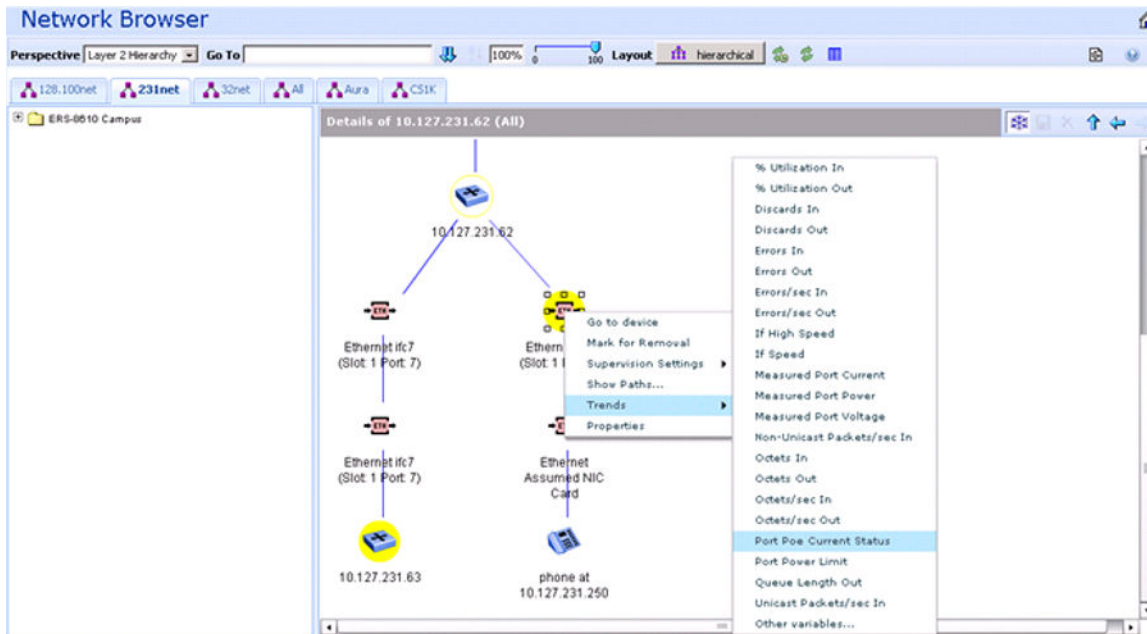 Network Browser
Perspective Layer 2 Hierarchy Go To 100% 0 100 Layout hierarchical
128.100net 231net 32net All Aura CS1K
ERS-8610 Campus
Details of 10.127.231.62 (All)
10.127.231.62
Ethernet ifc7
(Slot: 1 Port: 7)
Ethern
(Slot: 1
Ethernet ifc7
(Slot: 1 Port: 7)
Ethernet
Assumed NIC
Card
10.127.231.63
phone at
10.127.231.250
Go to device
Mark for Removal
Supervision Settings
Show Paths...
Trends
Properties
% Utilization In
% Utilization Out
Discards In
Discards Out
Errors In
Errors Out
Errors/sec In
Errors/sec Out
If High Speed
If Speed
Measured Port Current
Measured Port Power
Measured Port Voltage
Non-Unicast Packets/sec In
Octets In
Octets Out
Octets/sec In
Octets/sec Out
Port Poe Current Status
Port Power Limit
Queue Length Out
Unicast Packets/sec In
Other variables...